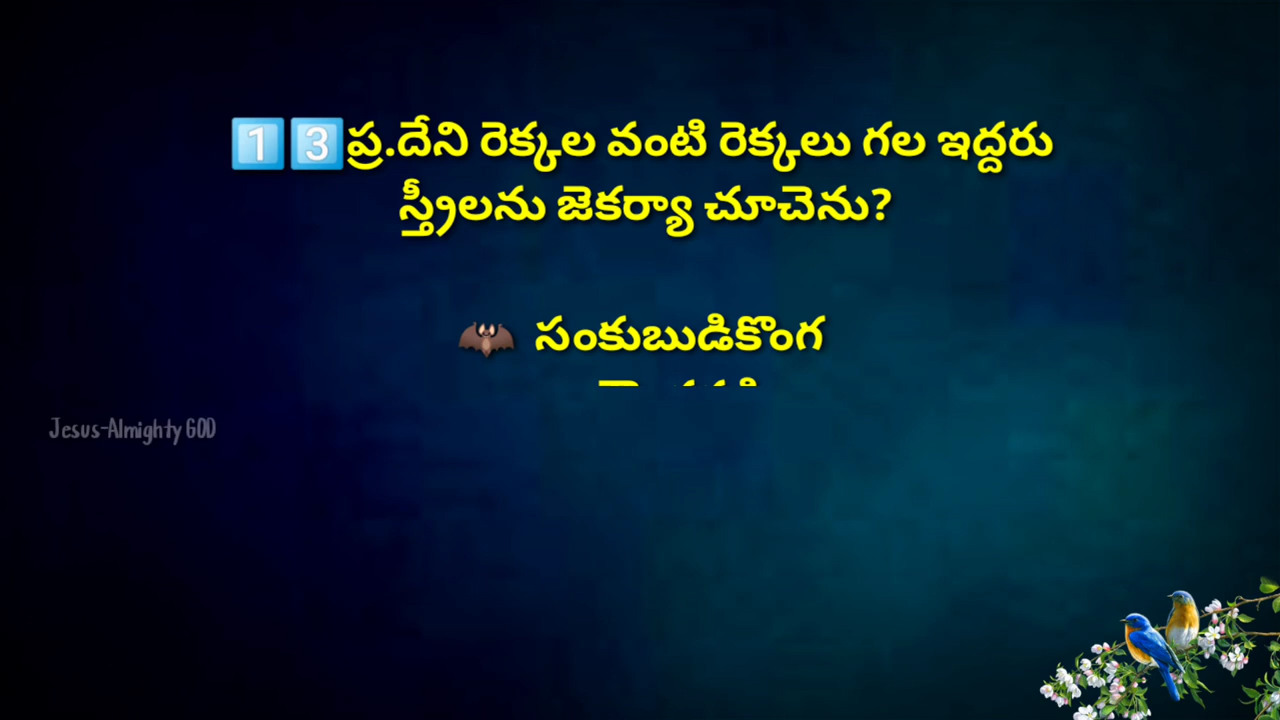 1️⃣3️⃣ప్ర.దేని రెక్కల వంటి రెక్కలు గల ఇద్దరు
స్త్రీలను జెకర్యా చూచెను?
🦇 సంకుబుడికొంగ
Jesus-Almighty GOD